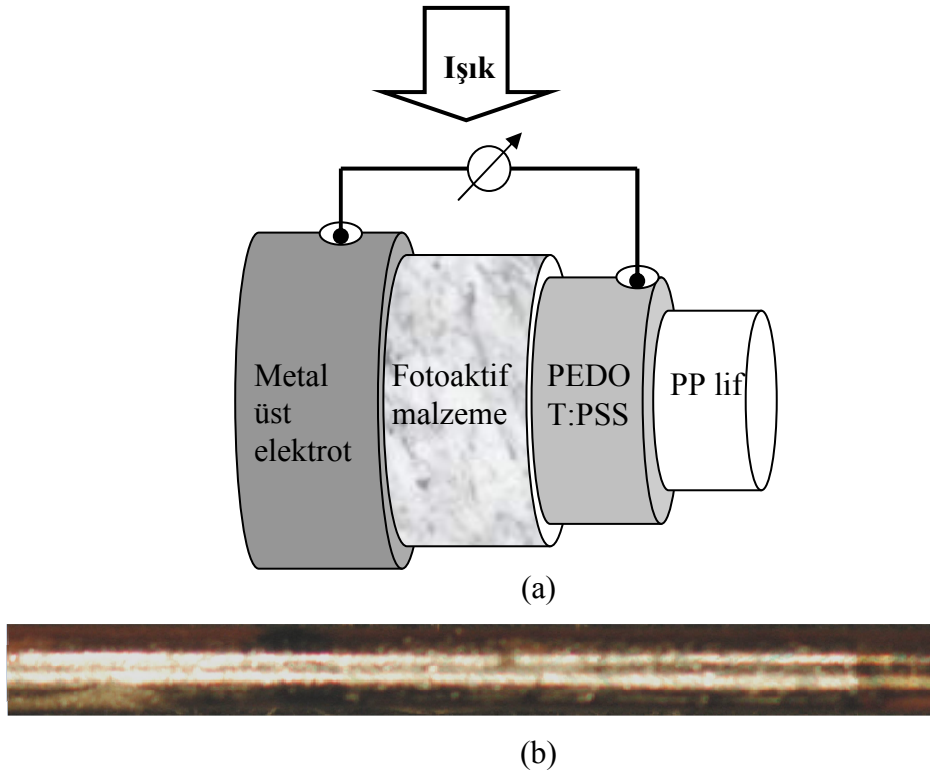 Işık
Metal
üst
elektrot
Fotoaktif
malzeme
PEDO
T:PSS
PP lif
(a)
(b)